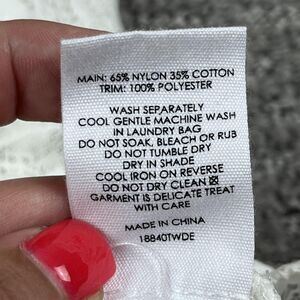 MAIN: 65% NYLON 35% COTTON
TRIM: 100% POLYESTER
WASH SEPARATELY
COOL GENTLE MACHINE WASH
IN LAUNDRY BAG
DO NOT SOAK, BLEACH OR RUB
DO NOT TUMBLE DRY
DRY IN SHADE
COOL IRON ON REVERSE
DO NOT DRY CLEAN
GARMENT IS DELICATE TREAT
WITH CARE
MADE IN CHINA
18840TWDE